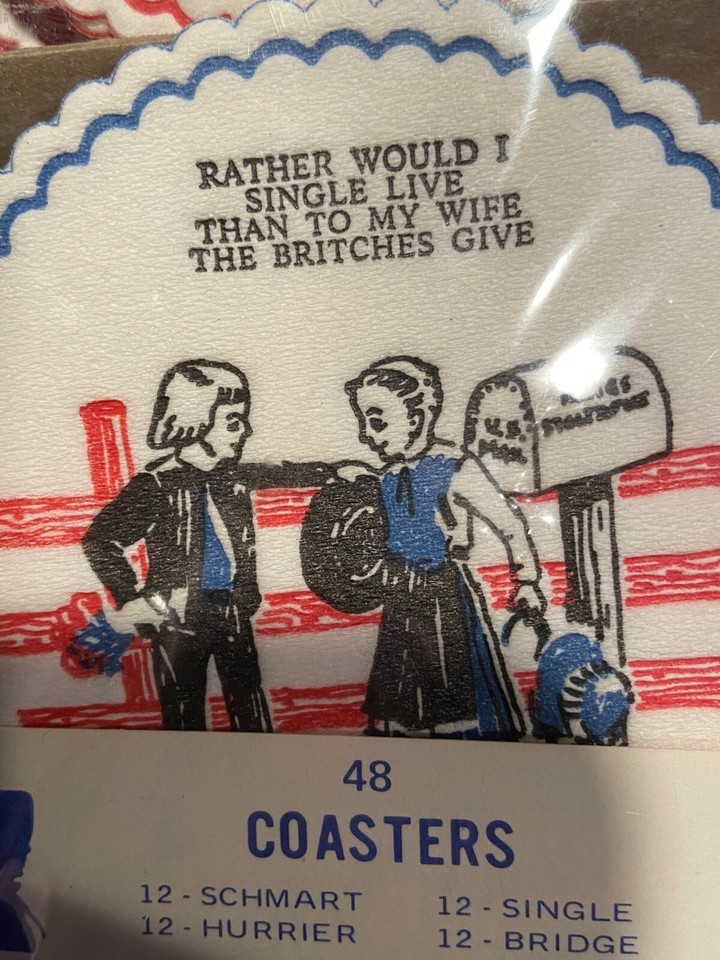 RATHER WOULD I
SINGLE LIVE
THAN TO MY WIFE
THE BRITCHES GIVE
U.S.
MAIL
48
COASTERS
12 - SCHMART
12 - HURRIER
12 - SINGLE
12 - BRIDGE